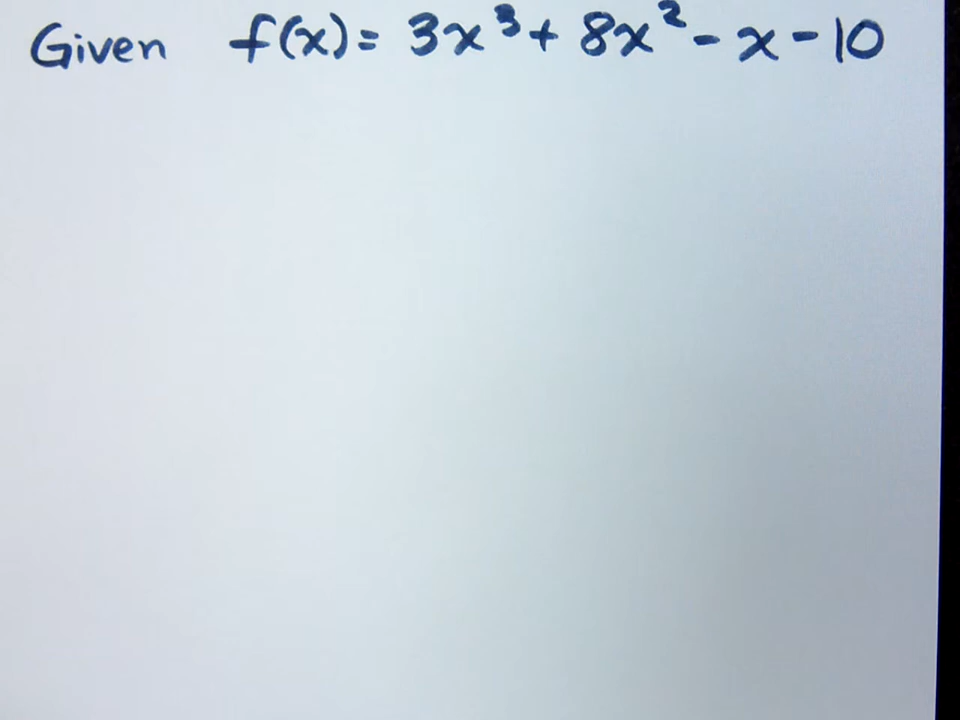 Given f(x) = 3x³ + 8x² - x - 10